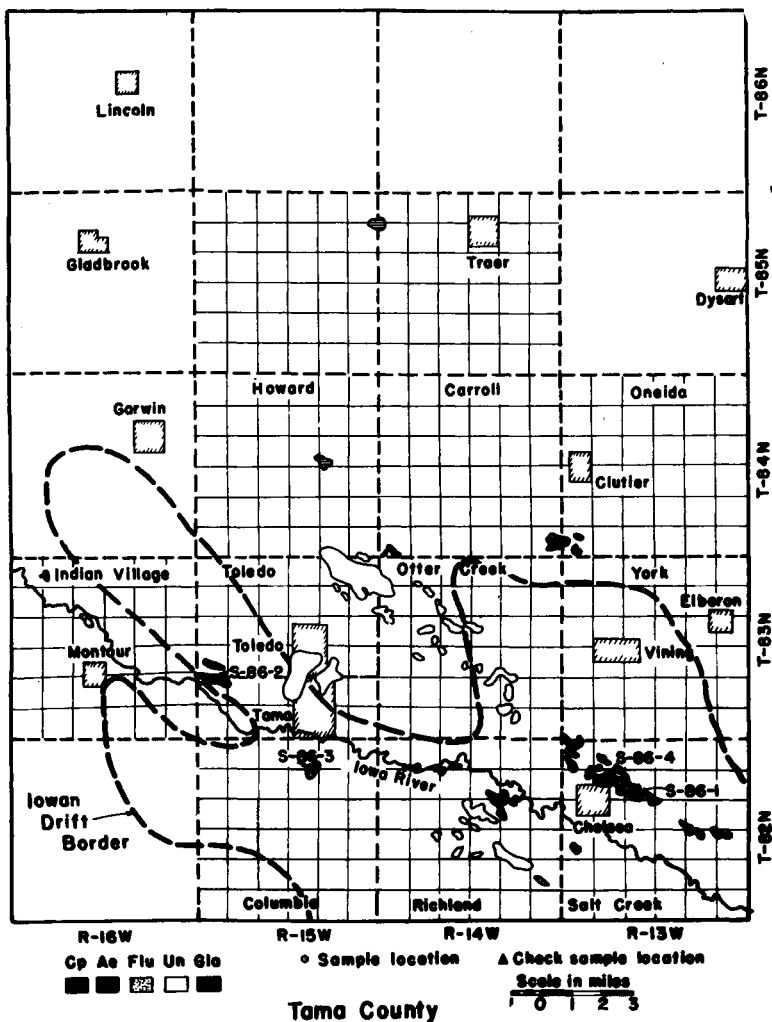 Lincoln
T-86N
Gladbrook
Traer
Dysart
T-85N
Howard
Carroll
Oneida
Garwin
Clutier
T-84N
Indian Village
Toledo
Otter Creek
York
Elberon
Montour
Toledo
S-86-2
Vining
T-83N
Tama
S-86-3
Iowa River
S-86-4
S-86-1
Iowan
Drift
Border
Chelsea
T-82N
Columbia
Richland
Salt Creek
R-16W R-15W R-14W R-13W
Cp Ae Flu Un Gla
Sample location
Check sample location
Scale in miles
1 0 1 2 3
Tama County